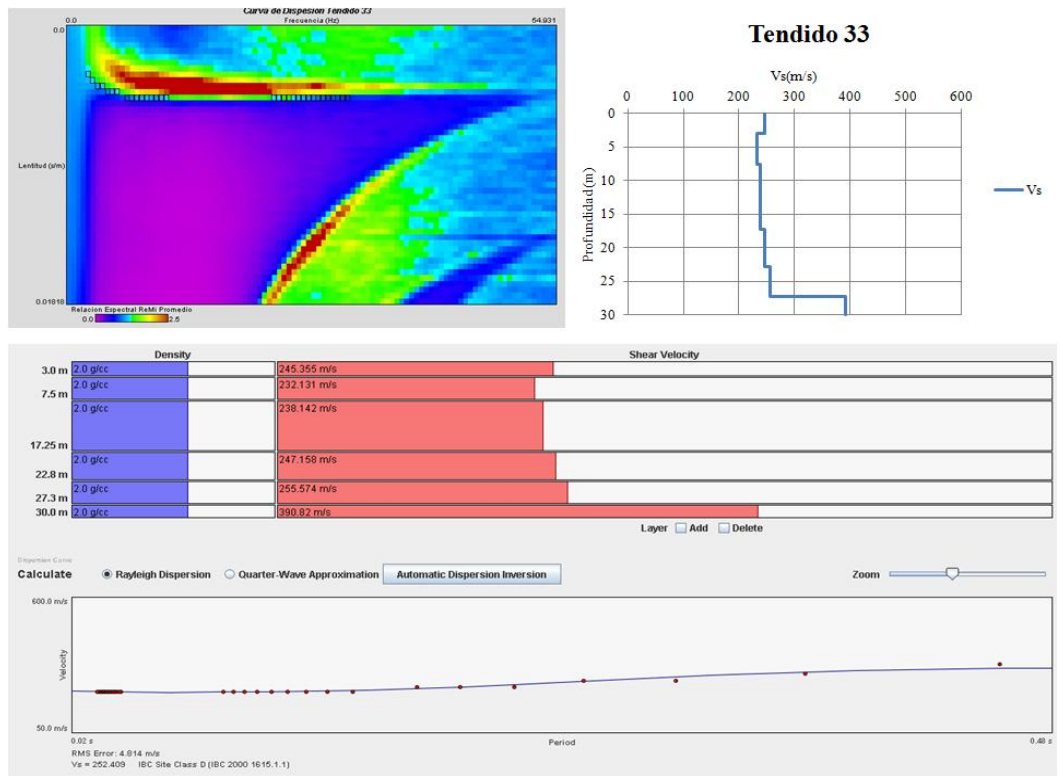 Curva de Dispesión Tendido 33
0.0 Frecuencia (Hz) 54.931
0.0
Lentitud (s/m)
0.01818
Relacion Espectral ReMi Promedio
0.0 2.5
Tendido 33
Vs(m/s)
0 100 200 300 400 500 600
0
5
10
15
20
25
30
Profundidad(m)
Vs
Density Shear Velocity
3.0 m 2.0 g/cc 245.355 m/s
7.5 m 2.0 g/cc 232.131 m/s
17.25 m 2.0 g/cc 238.142 m/s
22.8 m 2.0 g/cc 247.158 m/s
27.3 m 2.0 g/cc 255.574 m/s
30.0 m 2.0 g/cc 390.82 m/s
Layer Add Delete
Dispersion Curve
Calculate Rayleigh Dispersion Quarter-Wave Approximation Automatic Dispersion Inversion Zoom
600.0 m/s
Velocity
50.0 m/s
0.02 s Period 0.48 s
RMS Error: 4.814 m/s
Vs = 252.409 IBC Site Class D (IBC 2000 1615.1.1)